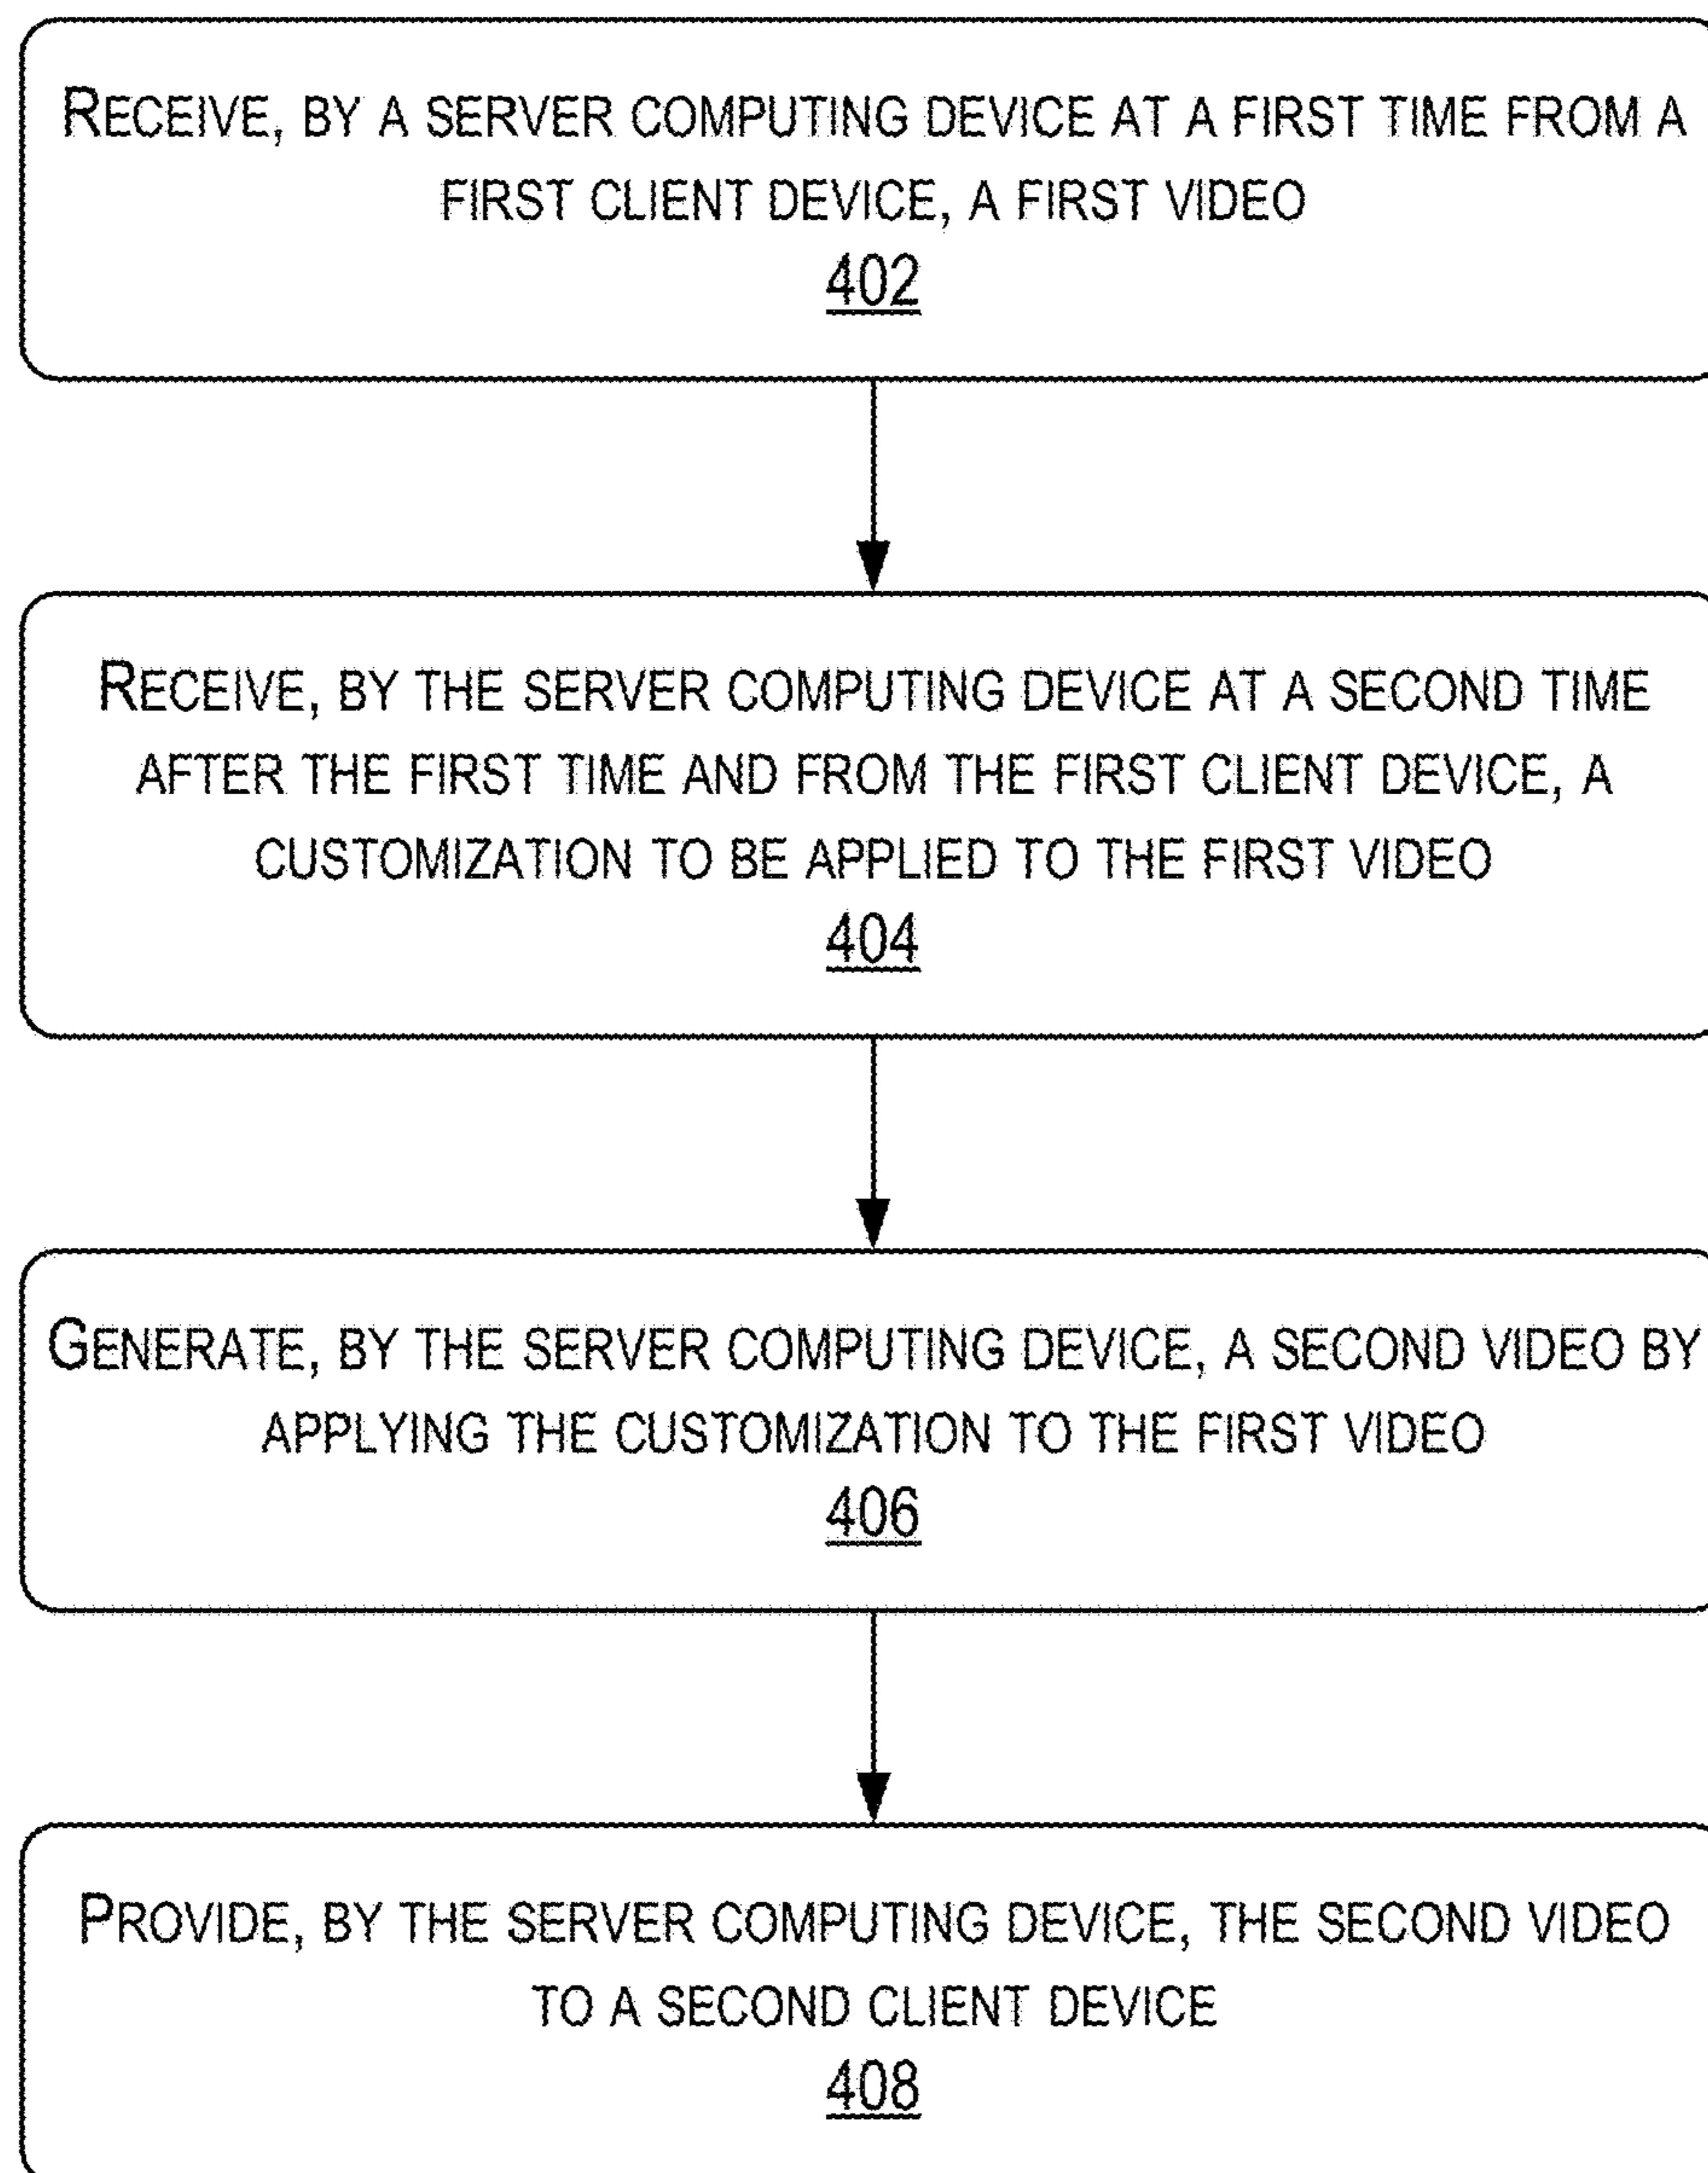 RECEIVE, BY A SERVER COMPUTING DEVICE AT A FIRST TIME FROM A
FIRST CLIENT DEVICE, A FIRST VIDEO
402
RECEIVE, BY THE SERVER COMPUTING DEVICE AT A SECOND TIME
AFTER THE FIRST TIME AND FROM THE FIRST CLIENT DEVICE, A
CUSTOMIZATION TO BE APPLIED TO THE FIRST VIDEO
404
GENERATE, BY THE SERVER COMPUTING DEVICE, A SECOND VIDEO BY
APPLYING THE CUSTOMIZATION TO THE FIRST VIDEO
406
PROVIDE, BY THE SERVER COMPUTING DEVICE, THE SECOND VIDEO
TO A SECOND CLIENT DEVICE
408